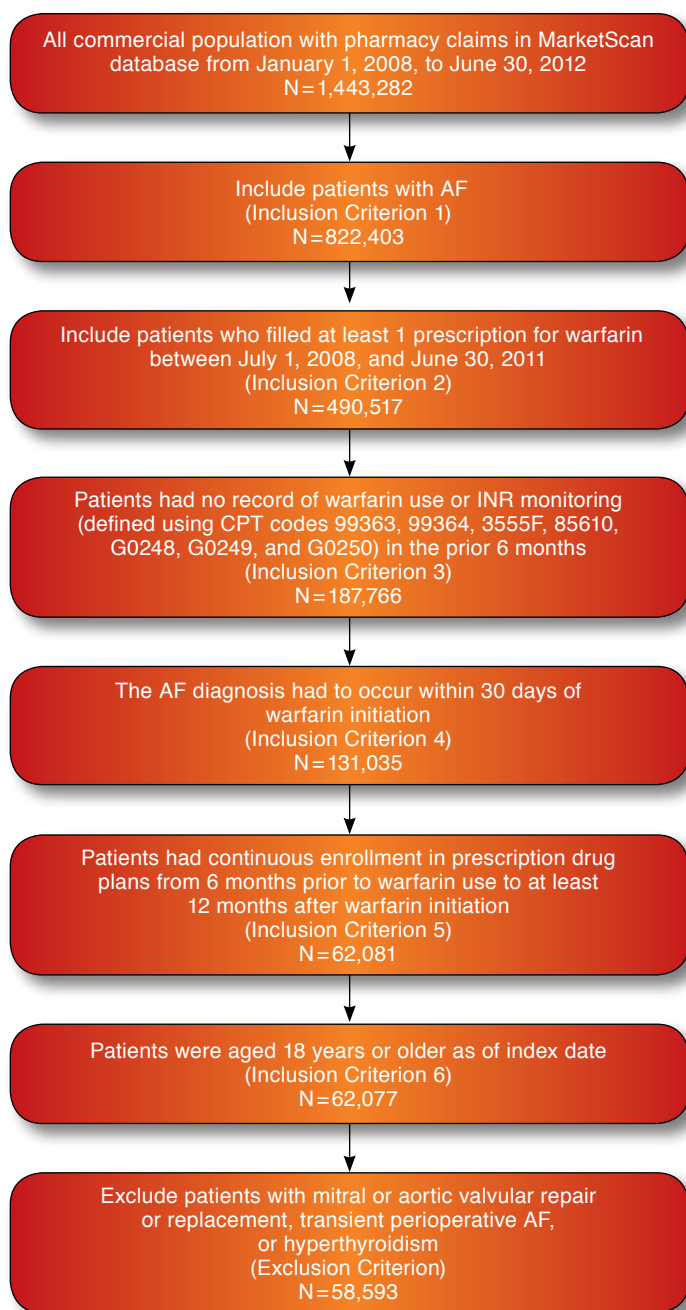 All commercial population with pharmacy claims in MarketScan
database from January 1, 2008, to June 30, 2012
N=1,443,282
Include patients with AF
(Inclusion Criterion 1)
N=822,403
Include patients who filled at least 1 prescription for warfarin
between July 1, 2008, and June 30, 2011
(Inclusion Criterion 2)
N=490,517
Patients had no record of warfarin use or INR monitoring
(defined using CPT codes 99363, 99364, 3555F, 85610,
G0248, G0249, and G0250) in the prior 6 months
(Inclusion Criterion 3)
N=187,766
The AF diagnosis had to occur within 30 days of
warfarin initiation
(Inclusion Criterion 4)
N=131,035
Patients had continuous enrollment in prescription drug
plans from 6 months prior to warfarin use to at least
12 months after warfarin initiation
(Inclusion Criterion 5)
N=62,081
Patients were aged 18 years or older as of index date
(Inclusion Criterion 6)
N=62,077
Exclude patients with mitral or aortic valvular repair
or replacement, transient perioperative AF,
or hyperthyroidism
(Exclusion Criterion)
N=58,593